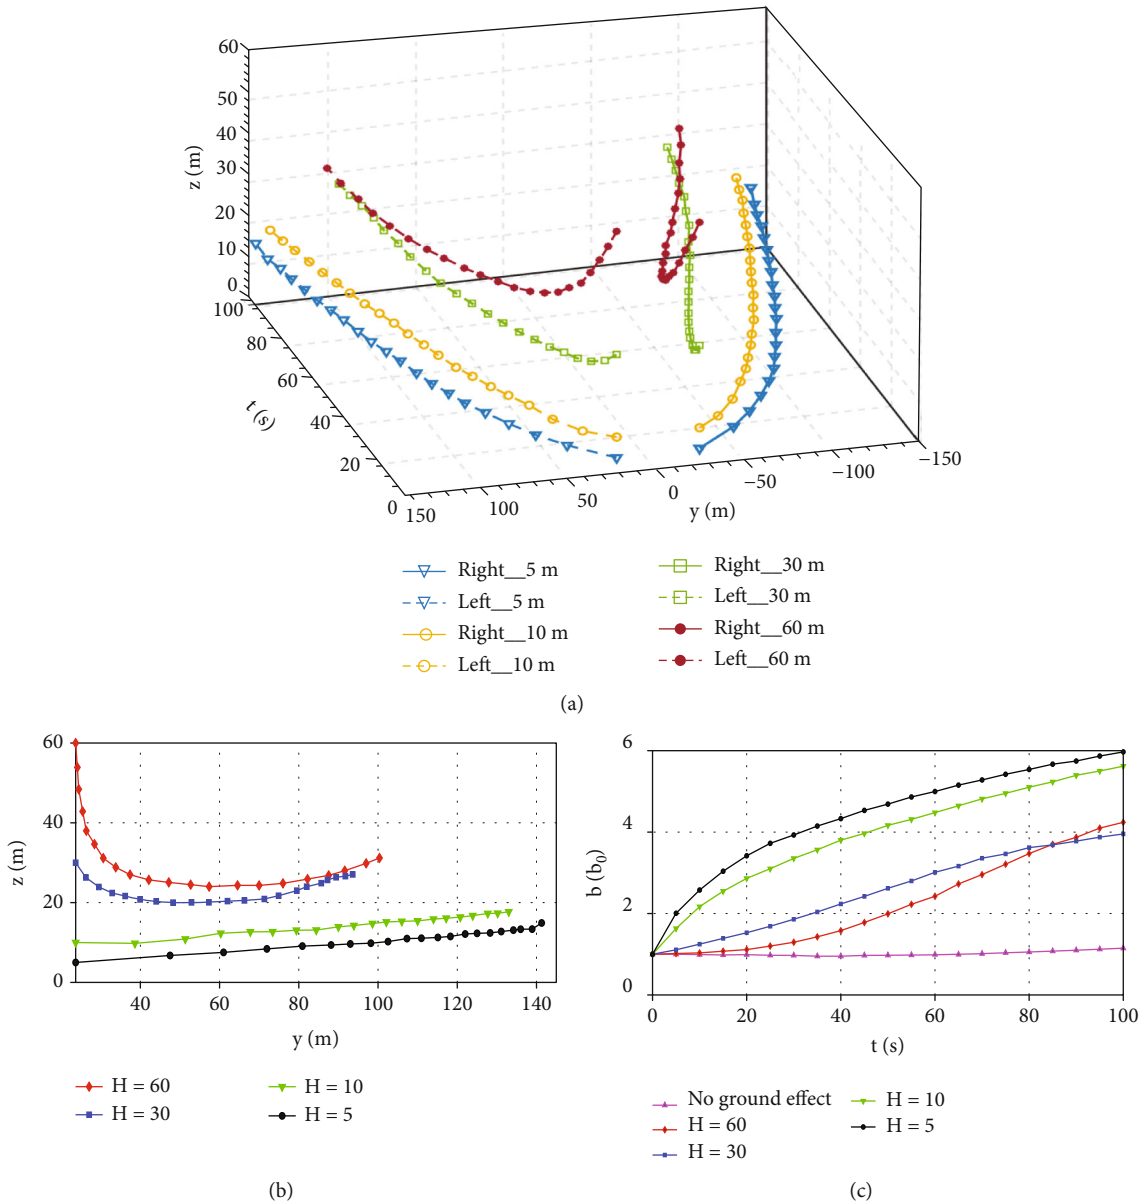 60
50
40
30
20
10
0
z (m)
100
80
60
40
20
0
t (s)
150
100
50
0
−50
−100
−150
y (m)
Right__5 m
Left__5 m
Right__10 m
Left__10 m
Right__30 m
Left__30 m
Right__60 m
Left__60 m
(a)
60
40
20
0
z (m)
40
60
80
100
120
140
y (m)
H = 60
H = 30
H = 10
H = 5
(b)
6
4
2
0
b (b0)
0
20
40
60
80
100
t (s)
No ground effect
H = 60
H = 30
H = 10
H = 5
(c)